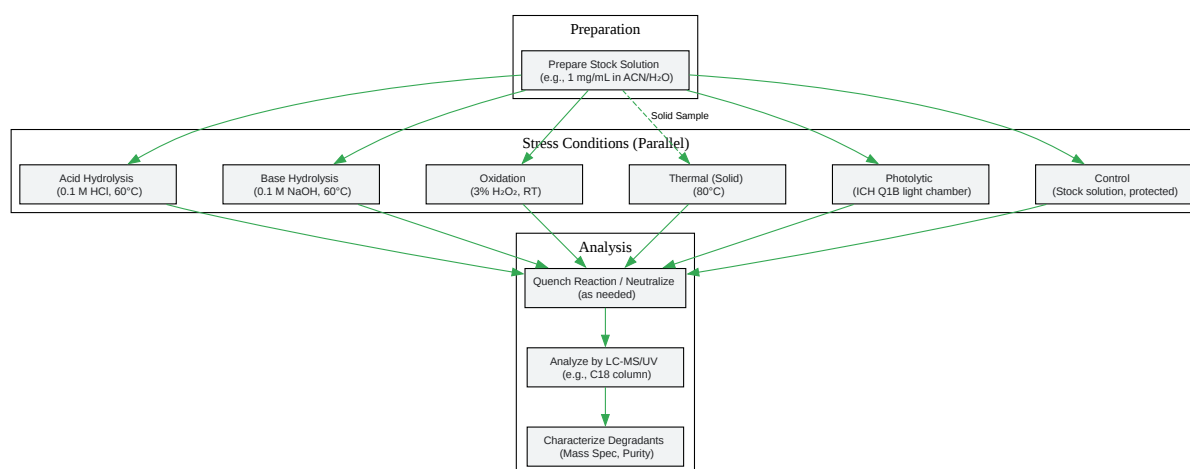 Preparation
Prepare Stock Solution
(e.g., 1 mg/mL in ACN/H₂O)
Solid Sample
Stress Conditions (Parallel)
Acid Hydrolysis
(0.1 M HCl, 60°C)
Base Hydrolysis
(0.1 M NaOH, 60°C)
Oxidation
(3% H₂O₂, RT)
Thermal (Solid)
(80°C)
Photolytic
(ICH Q1B light chamber)
Control
(Stock solution, protected)
Analysis
Quench Reaction / Neutralize
(as needed)
Analyze by LC-MS/UV
(e.g., C18 column)
Characterize Degradants
(Mass Spec, Purity)